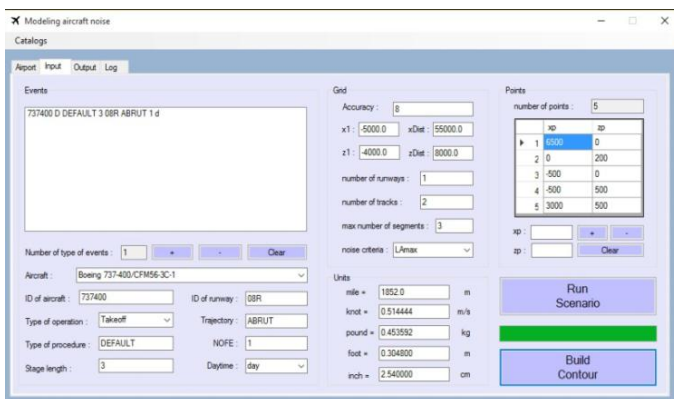 Modeling aircraft noise
Catalogs
Airport Input Output Log
Events
737400 D DEFAULT 3 08R ABRUT 1 d
Number of type of events : 1 + - Clear
Aircraft : Boeing 737-400/CFM56-3C-1
ID of aircraft : 737400 ID of runway : 08R
Type of operation : Takeoff Trajectory : ABRUT
Type of procedure : DEFAULT NOFE : 1
Stage length : 3 Daytime : day
Grid
Accuracy : 8
x1 : -5000.0 xDist : 55000.0
z1 : -4000.0 zDist : 8000.0
number of runways : 1
number of tracks : 2
max number of segments : 3
noise criteria : LAmax
Units
mile = 1852.0 m
knot = 0.514444 m/s
pound = 0.453592 kg
foot = 0.304800 m
inch = 2.540000 cm
Points
number of points : 5
xp zp
1 6500 0
2 0 200
3 -500 0
4 -500 500
5 3000 500
xp : + -
zp : Clear
Run
Scenario
Build
Contour